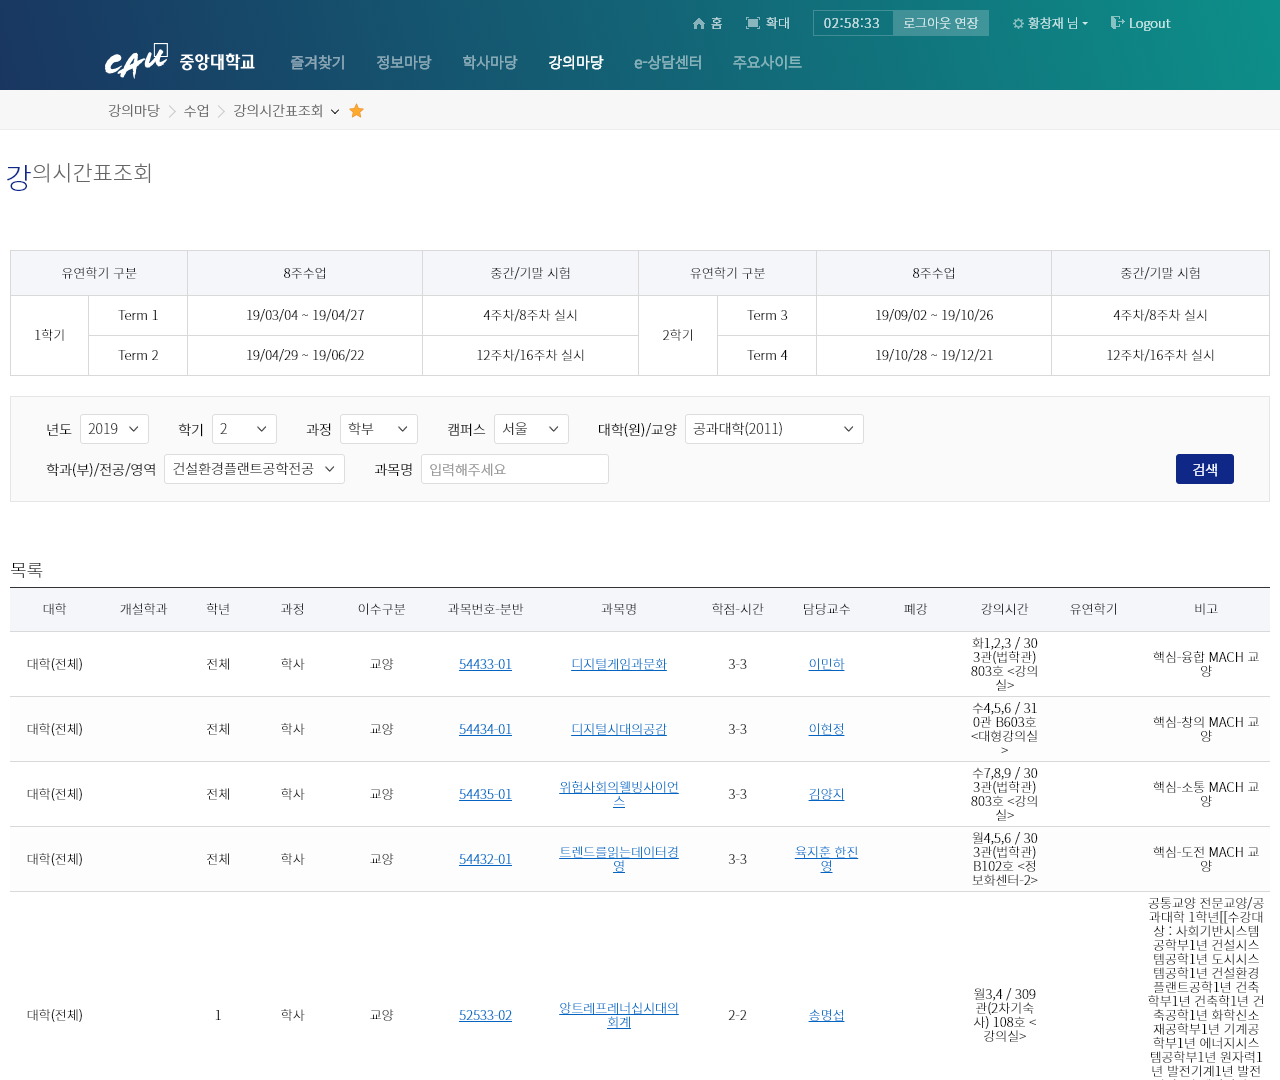 홈 확대 02:58:33 로그아웃 연장 황창재 님 Logout
CAU 중앙대학교 즐겨찾기 정보마당 학사마당 강의마당 e-상담센터 주요사이트
강의마당 수업 강의시간표조회
강의시간표조회
유연학기 구분 8주수업 중간/기말 시험 유연학기 구분 8주수업 중간/기말 시험
1학기 Term 1 19/03/04 ~ 19/04/27 4주차/8주차 실시 2학기 Term 3 19/09/02 ~ 19/10/26 4주차/8주차 실시
Term 2 19/04/29 ~ 19/06/22 12주차/16주차 실시 Term 4 19/10/28 ~ 19/12/21 12주차/16주차 실시
년도 2019 학기 2 과정 학부 캠퍼스 서울 대학(원)/교양 공과대학(2011)
학과(부)/전공/영역 건설환경플랜트공학전공 과목명 입력해주세요 검색
목록
대학 개설학과 학년 과정 이수구분 과목번호-분반 과목명 학점-시간 담당교수 폐강 강의시간 유연학기 비고
대학(전체) 전체 학사 교양 54433-01 디지털게임과문화 3-3 이민하
화1,2,3 / 30
3관(법학관)
803호 <강의
실>
핵심-융합 MACH 교
양
대학(전체) 전체 학사 교양 54434-01 디지털시대의공감 3-3 이현정
수4,5,6 / 31
0관 B603호
<대형강의실
>
핵심-창의 MACH 교
양
대학(전체) 전체 학사 교양 54435-01
위험사회의웰빙사이언
스
3-3 김양지
수7,8,9 / 30
3관(법학관)
803호 <강의
실>
핵심-소통 MACH 교
양
대학(전체) 전체 학사 교양 54432-01
트렌드를읽는데이터경
영
3-3
육지훈 한진
영
월4,5,6 / 30
3관(법학관)
B102호 <정
보화센터-2>
핵심-도전 MACH 교
양
대학(전체) 1 학사 교양 52533-02
앙트레프레너십시대의
회계
2-2 송명섭
월3,4 / 309
관(2차기숙
사) 108호 <
강의실>
공통교양 전문교양/공
과대학 1학년[[수강대
상 : 사회기반시스템
공학부1년 건설시스
템공학1년 도시시스
템공학1년 건설환경
플랜트공학1년 건축
학부1년 건축학1년 건
축공학1년 화학신소
재공학부1년 기계공
학부1년 에너지시스
템공학부1년 원자력1
년 발전기계1년 발전